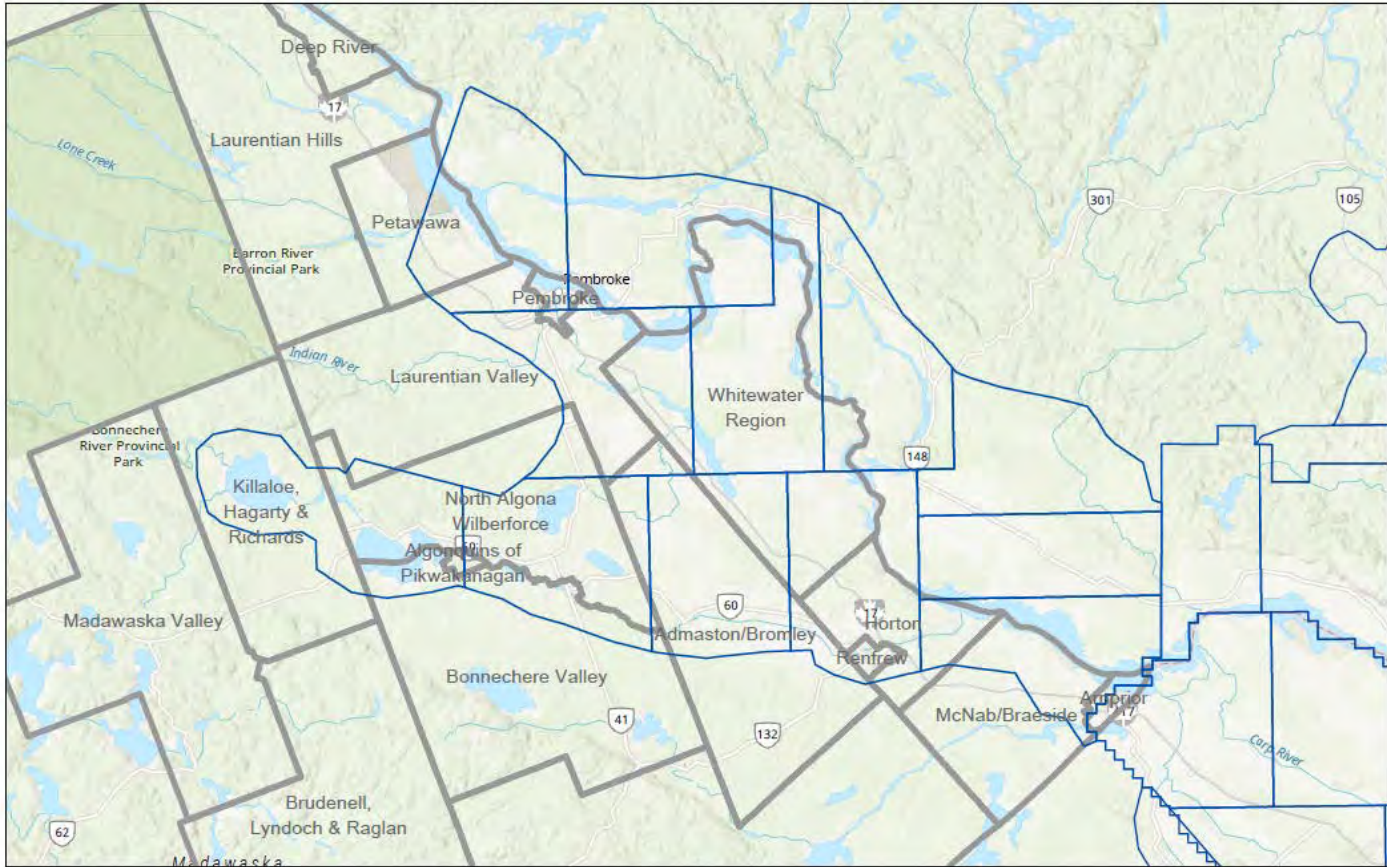 Deep River
17
Laurentian Hills
Lone Creek
301
105
Petawawa
Barron River
Provincial Park
Pembroke
Pembroke
Indian River
Laurentian Valley
Whitewater
Region
Bonnechere
River Provincial
Park
148
Killaloe,
Hagarty &
Richards
North Algona
Wilberforce
Algonquins of
Pikwakanagan
60
17
Horton
Madawaska Valley
Admaston/Bromley
Renfrew
Bonnechere Valley
Arnprior
17
McNab/Braeside
41
132
Carp River
Brudenell,
Lyndoch & Raglan
62
Madawaska